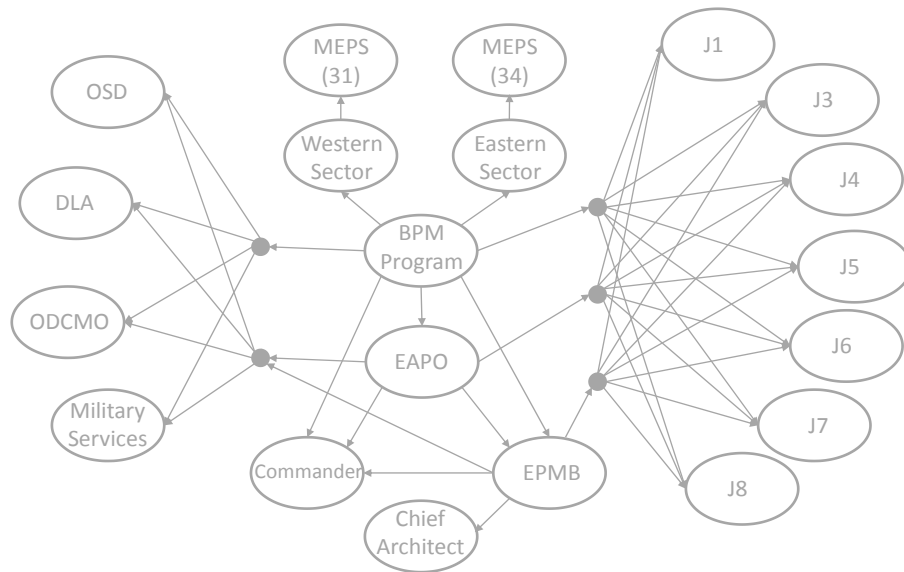 MEPS
(31)
MEPS
(34)
J1
OSD
J3
Western
Sector
Eastern
Sector
J4
DLA
BPM
Program
J5
ODCMO
EAPO
J6
Military
Services
J7
Commander
EPMB
J8
Chief
Architect